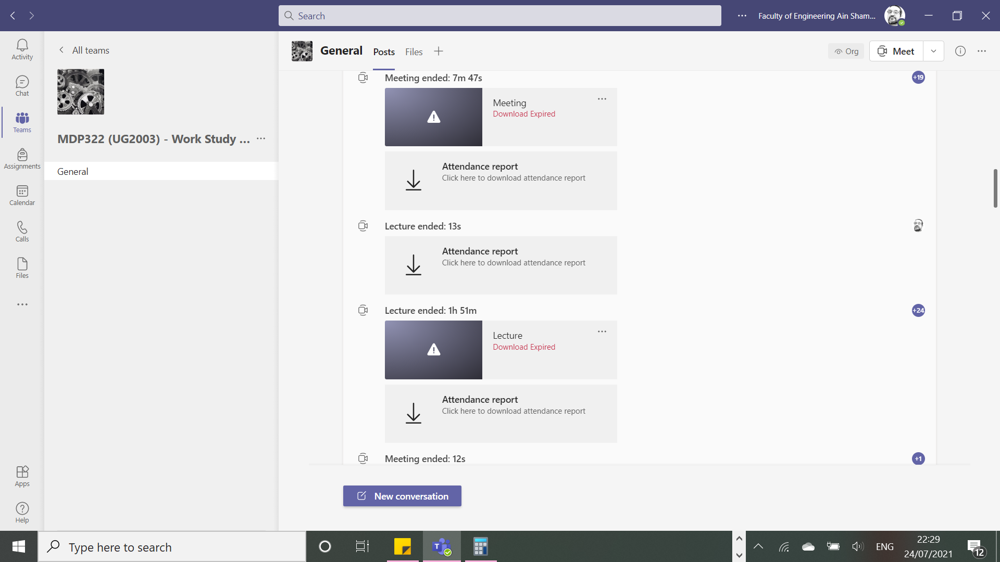 Search
Faculty of Engineering Ain Sham...
Activity
Chat
Teams
Assignments
Calendar
Calls
Files
Apps
Help
All teams
MDP322 (UG2003) - Work Study ...
General
General
Posts
Files
Org
Meet
Meeting ended: 7m 47s
+19
Meeting
Download Expired
Attendance report
Click here to download attendance report
Lecture ended: 13s
Attendance report
Click here to download attendance report
Lecture ended: 1h 51m
+24
Lecture
Download Expired
Attendance report
Click here to download attendance report
Meeting ended: 12s
+1
New conversation
Type here to search
T
ENG
22:29
24/07/2021
12